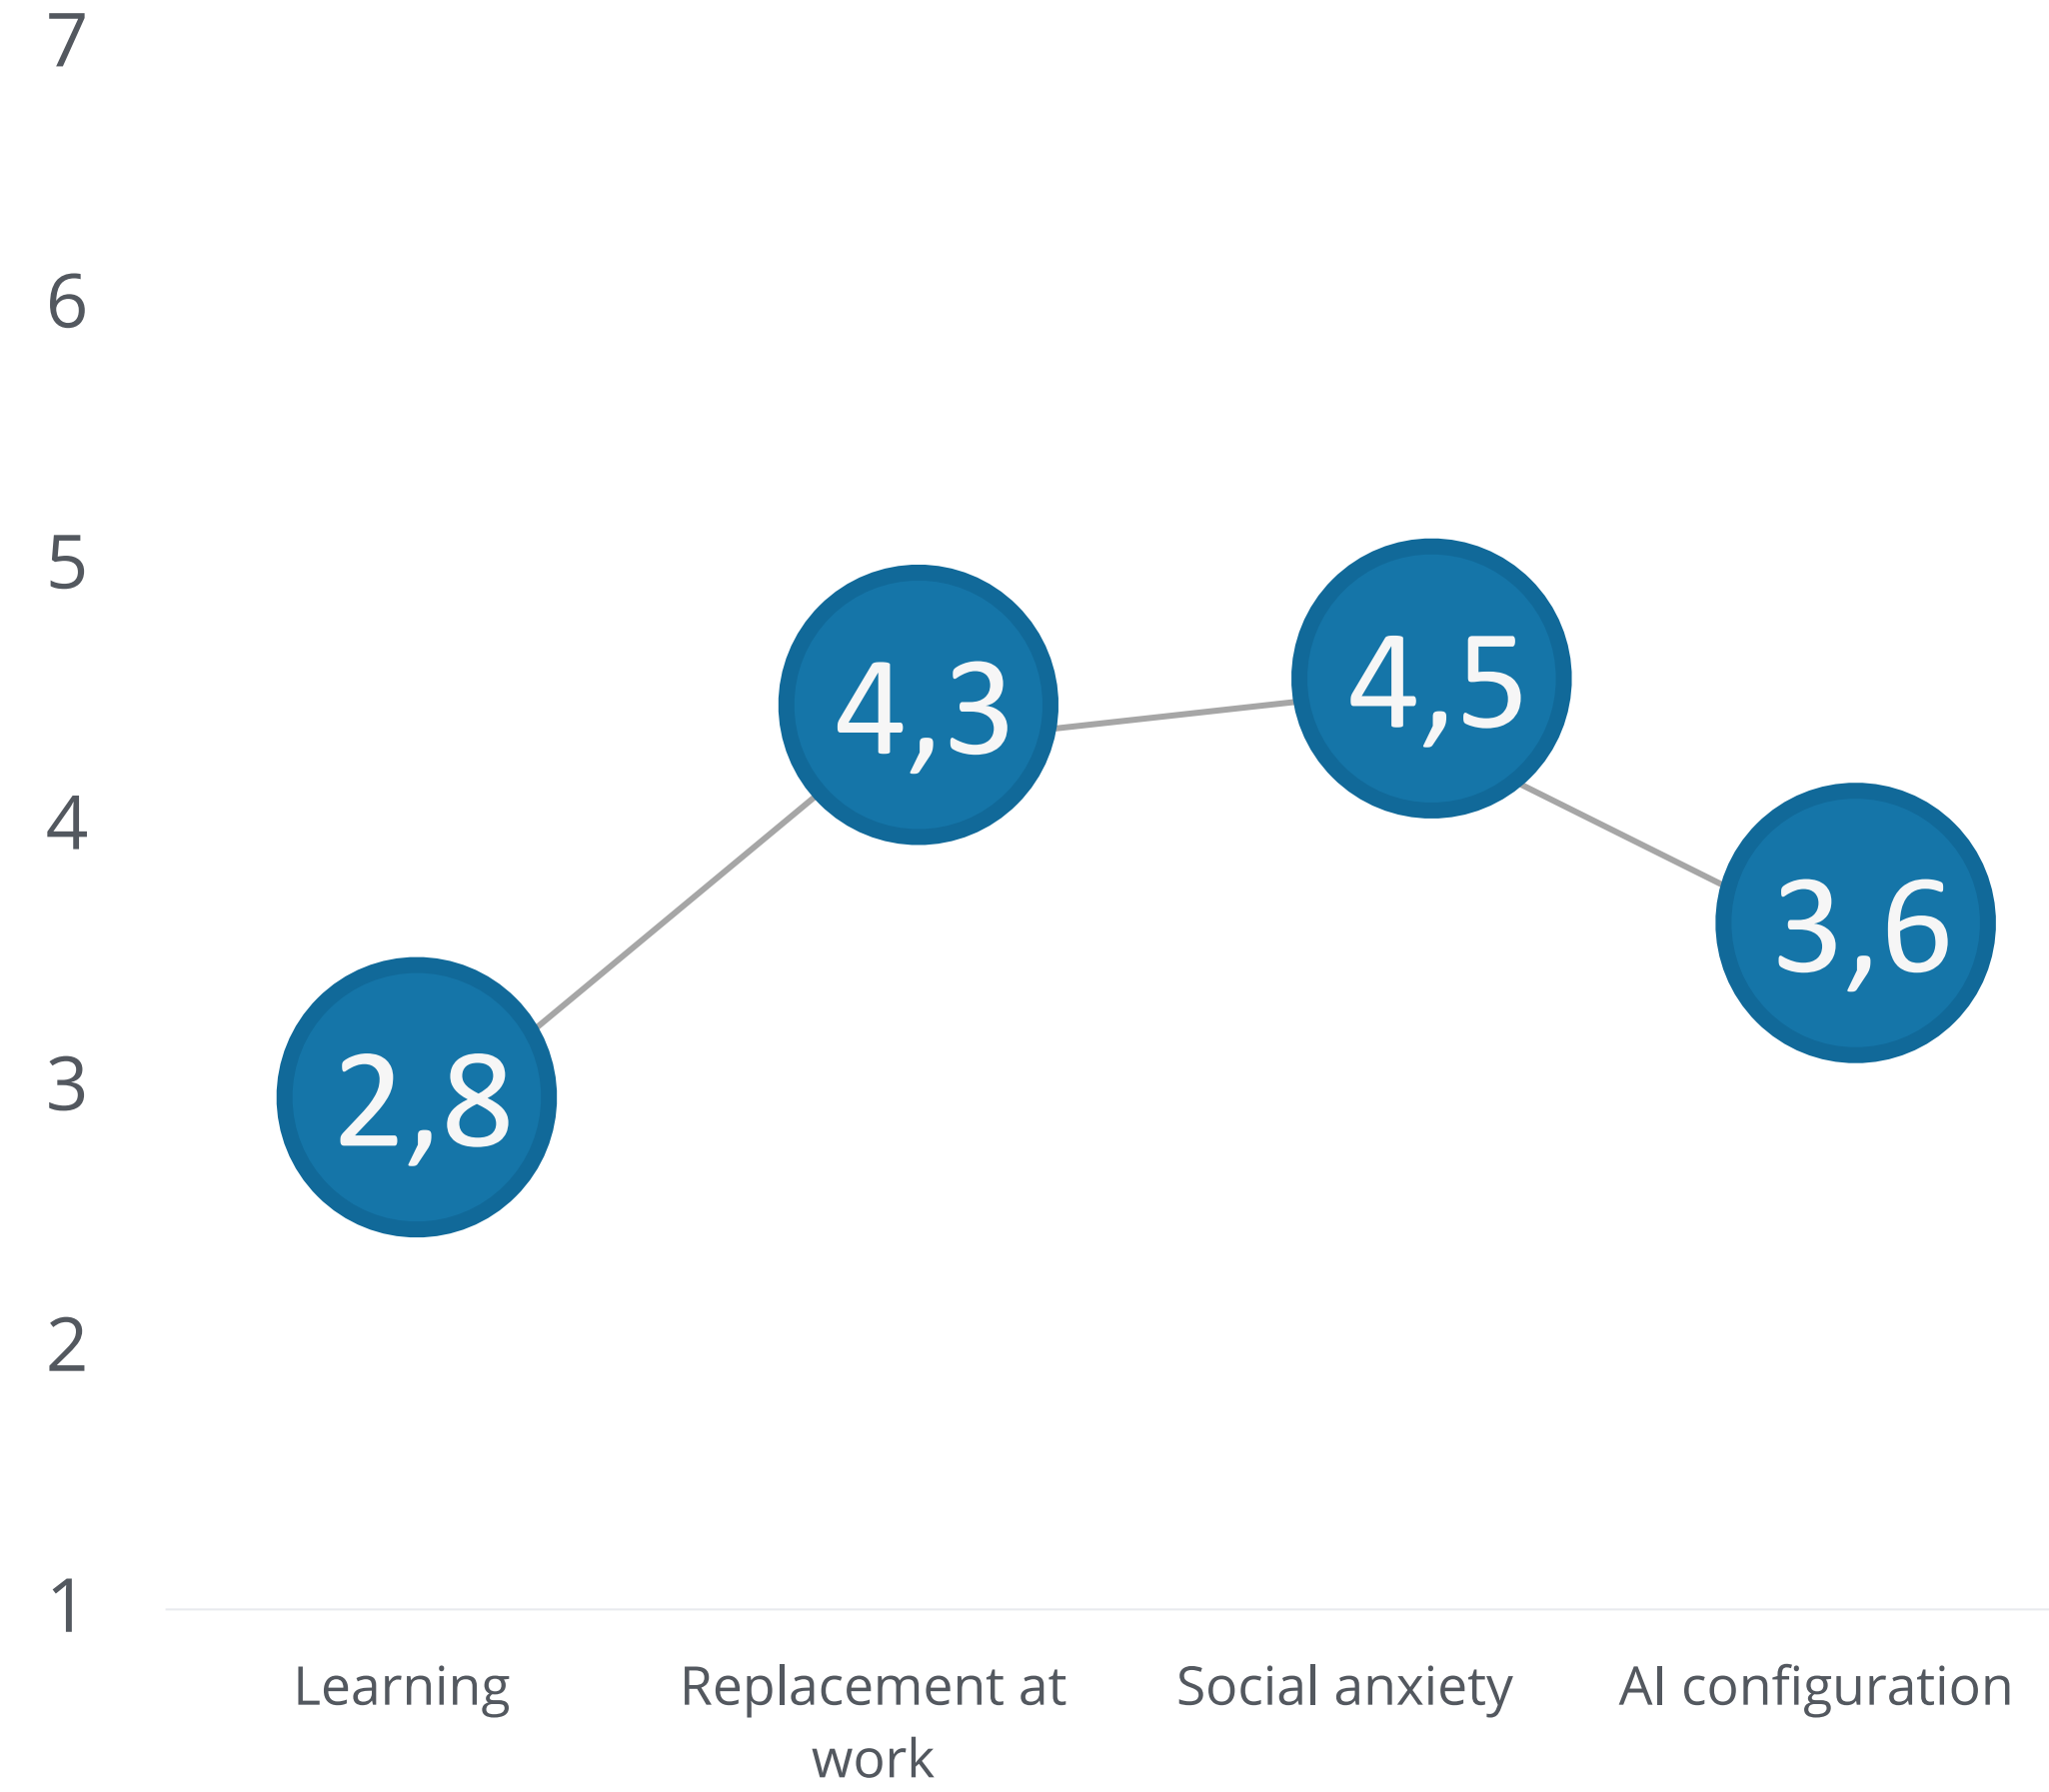 7
6
5
4
3
2
1
4,5
4,3
3,6
2,8
Learning
Replacement at
work
Social anxiety
AI configuration